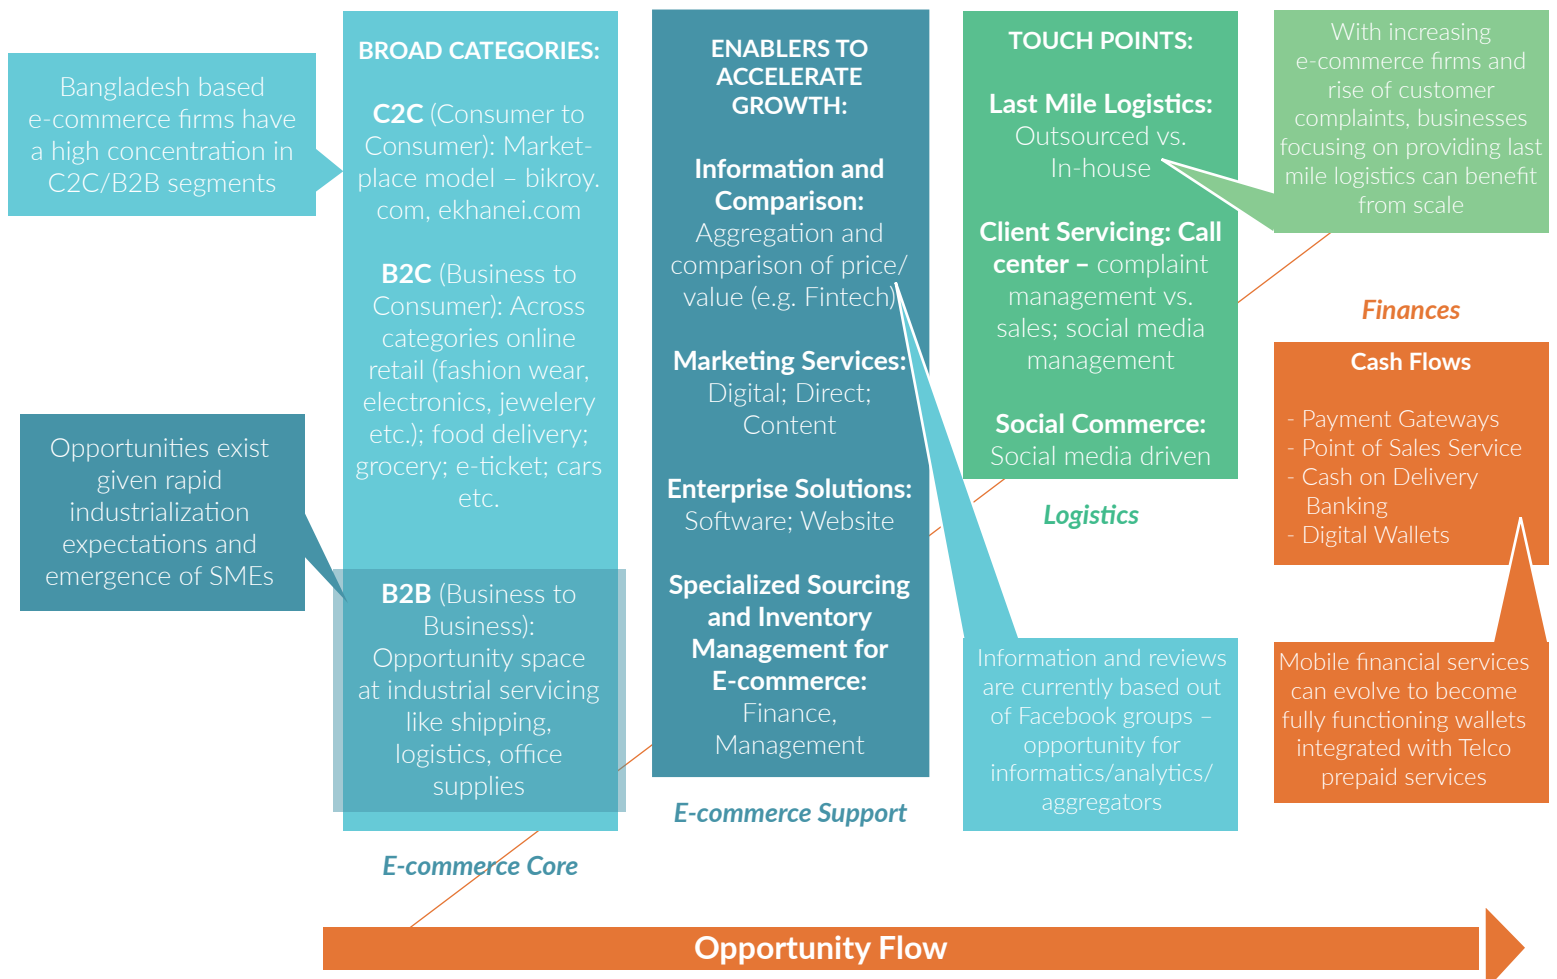 Bangladesh based
e-commerce firms have
a high concentration in
C2C/B2B segments
Opportunities exist
given rapid
industrialization
expectations and
emergence of SMEs
BROAD CATEGORIES:
C2C (Consumer to
Consumer): Market-
place model – bikroy.
com, ekhanei.com
B2C (Business to
Consumer): Across
categories online
retail (fashion wear,
electronics, jewelery
etc.); food delivery;
grocery; e-ticket; cars
etc.
B2B (Business to
Business):
Opportunity space
at industrial servicing
like shipping,
logistics, office
supplies
E-commerce Core
ENABLERS TO
ACCELERATE
GROWTH:
Information and
Comparison:
Aggregation and
comparison of price/
value (e.g. Fintech)
Marketing Services:
Digital; Direct;
Content
Enterprise Solutions:
Software; Website
Specialized Sourcing
and Inventory
Management for
E-commerce:
Finance,
Management
E-commerce Support
TOUCH POINTS:
Last Mile Logistics:
Outsourced vs.
In-house
Client Servicing: Call
center – complaint
management vs.
sales; social media
management
Social Commerce:
Social media driven
Logistics
Information and reviews
are currently based out
of Facebook groups –
opportunity for
informatics/analytics/
aggregators
With increasing
e-commerce firms and
rise of customer
complaints, businesses
focusing on providing last
mile logistics can benefit
from scale
Finances
Cash Flows
- Payment Gateways
- Point of Sales Service
- Cash on Delivery
Banking
- Digital Wallets
Mobile financial services
can evolve to become
fully functioning wallets
integrated with Telco
prepaid services
Opportunity Flow